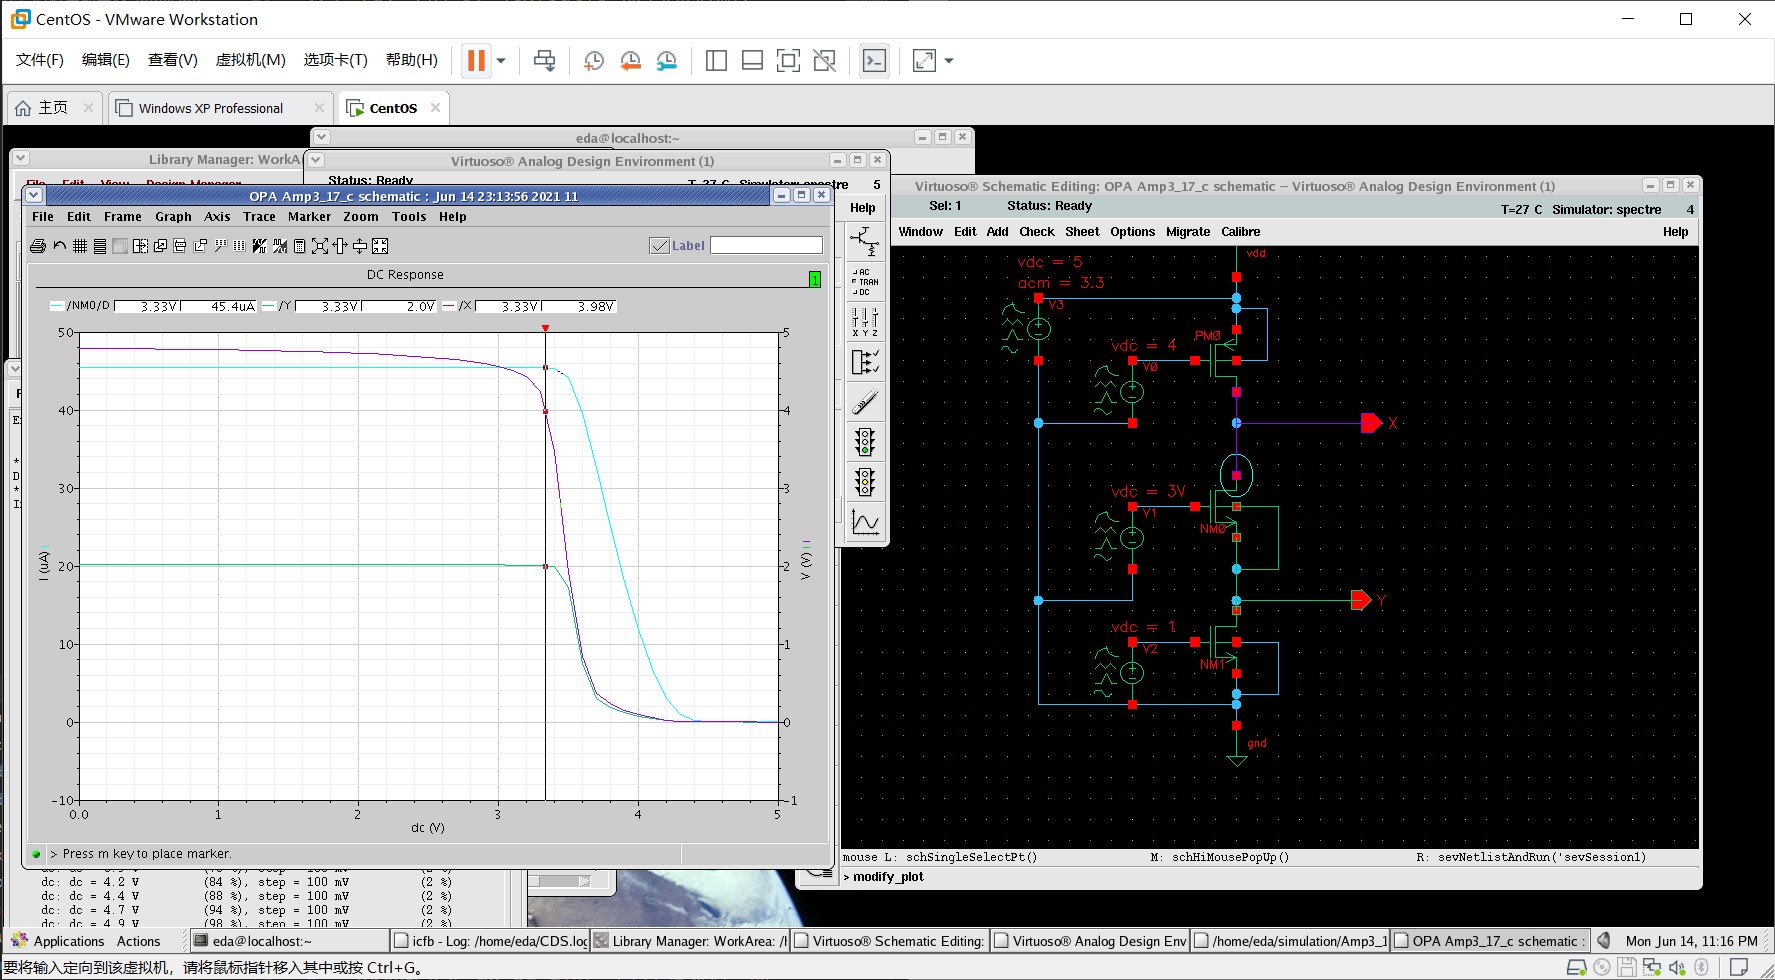 CentOS - VMware Workstation
文件(F) 编辑(E) 查看(V) 虚拟机(M) 选项卡(T) 帮助(H)
主页 Windows XP Professional CentOS
eda@localhost:~
Library Manager: WorkAr
Virtuoso® Analog Design Environment (1)
Status: Ready
5
OPA Amp3_17_c schematic : Jun 14 23:13:56 2021 11
File Edit Frame Graph Axis Trace Marker Zoom Tools Help
Label
DC Response
1
/NM0/D 3.33V 45.4uA /Y 3.33V 2.0V /X 3.33V 3.98V
50
40
30
20
10
0
-10
I (uA)
5
4
3
2
1
0
-1
V (V)
0.0 1 2 3 4 5
dc (V)
> Press m key to place marker.
dc: dc = 4.2 V (84 %), step = 100 mV (2 %)
dc: dc = 4.4 V (88 %), step = 100 mV (2 %)
dc: dc = 4.7 V (94 %), step = 100 mV (2 %)
dc: dc = 4.9 V (98 %), step = 100 mV (2 %)
Help
AC
TRAN
DC
X Y Z
Virtuoso® Schematic Editing: OPA Amp3_17_c schematic -- Virtuoso® Analog Design Environment (1)
Sel: 1 Status: Ready T=27 C Simulator: spectre 4
Window Edit Add Check Sheet Options Migrate Calibre Help
vdd
vdc = 5
acm = 3.3
V3
PM0
vdc = 4
V0
X
vdc = 3V
V1
NM0
Y
vdc = 1
V2
NM1
gnd
mouse L: schSingleSelectPt() M: schHiMousePopUp() R: sevNetlistAndRun('sevSession1)
> modify_plot
Applications Actions eda@localhost:~ icfb - Log: /home/eda/CDS.log Library Manager: WorkArea: /h Virtuoso® Schematic Editing: Virtuoso® Analog Design Env /home/eda/simulation/Amp3_1 OPA Amp3_17_c schematic : Mon Jun 14, 11:16 PM
要将输入定向到该虚拟机，请将鼠标指针移入其中或按 Ctrl+G。